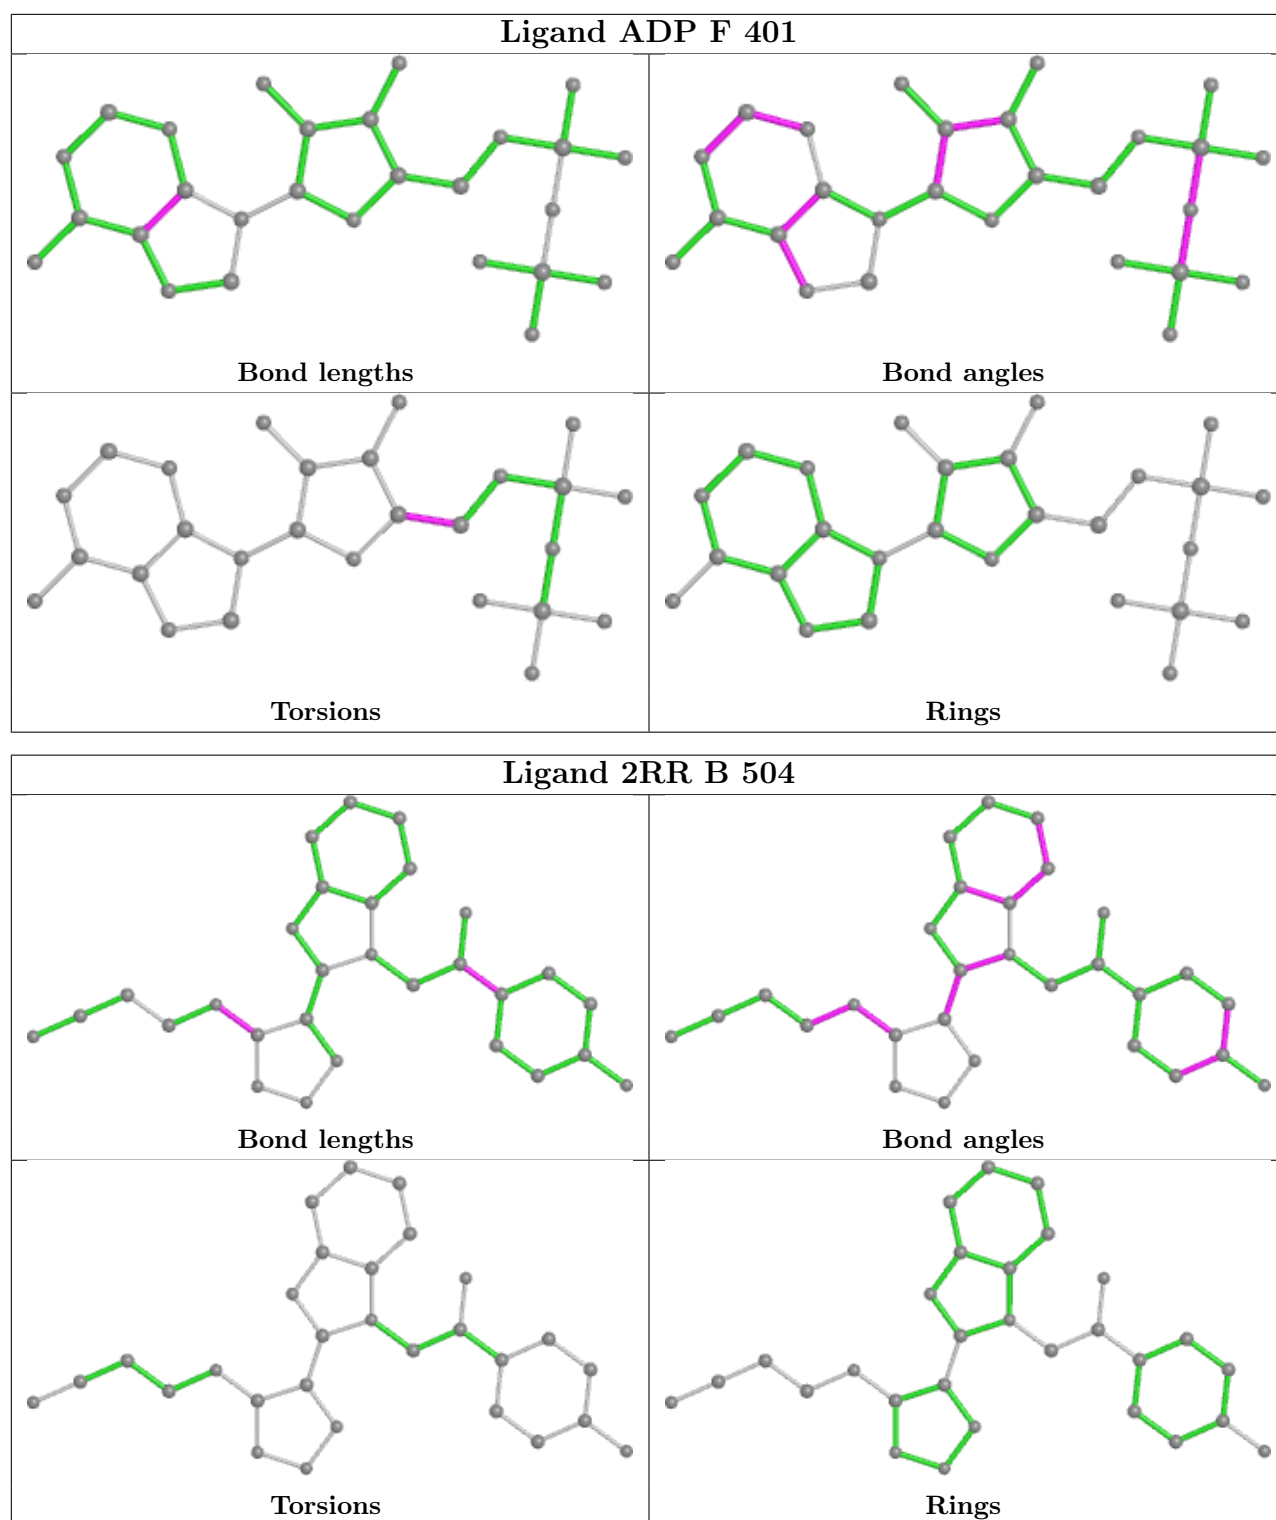 Ligand ADP F 401
Bond lengths
Bond angles
Torsions
Rings
Ligand 2RR B 504
Bond lengths
Bond angles
Torsions
Rings